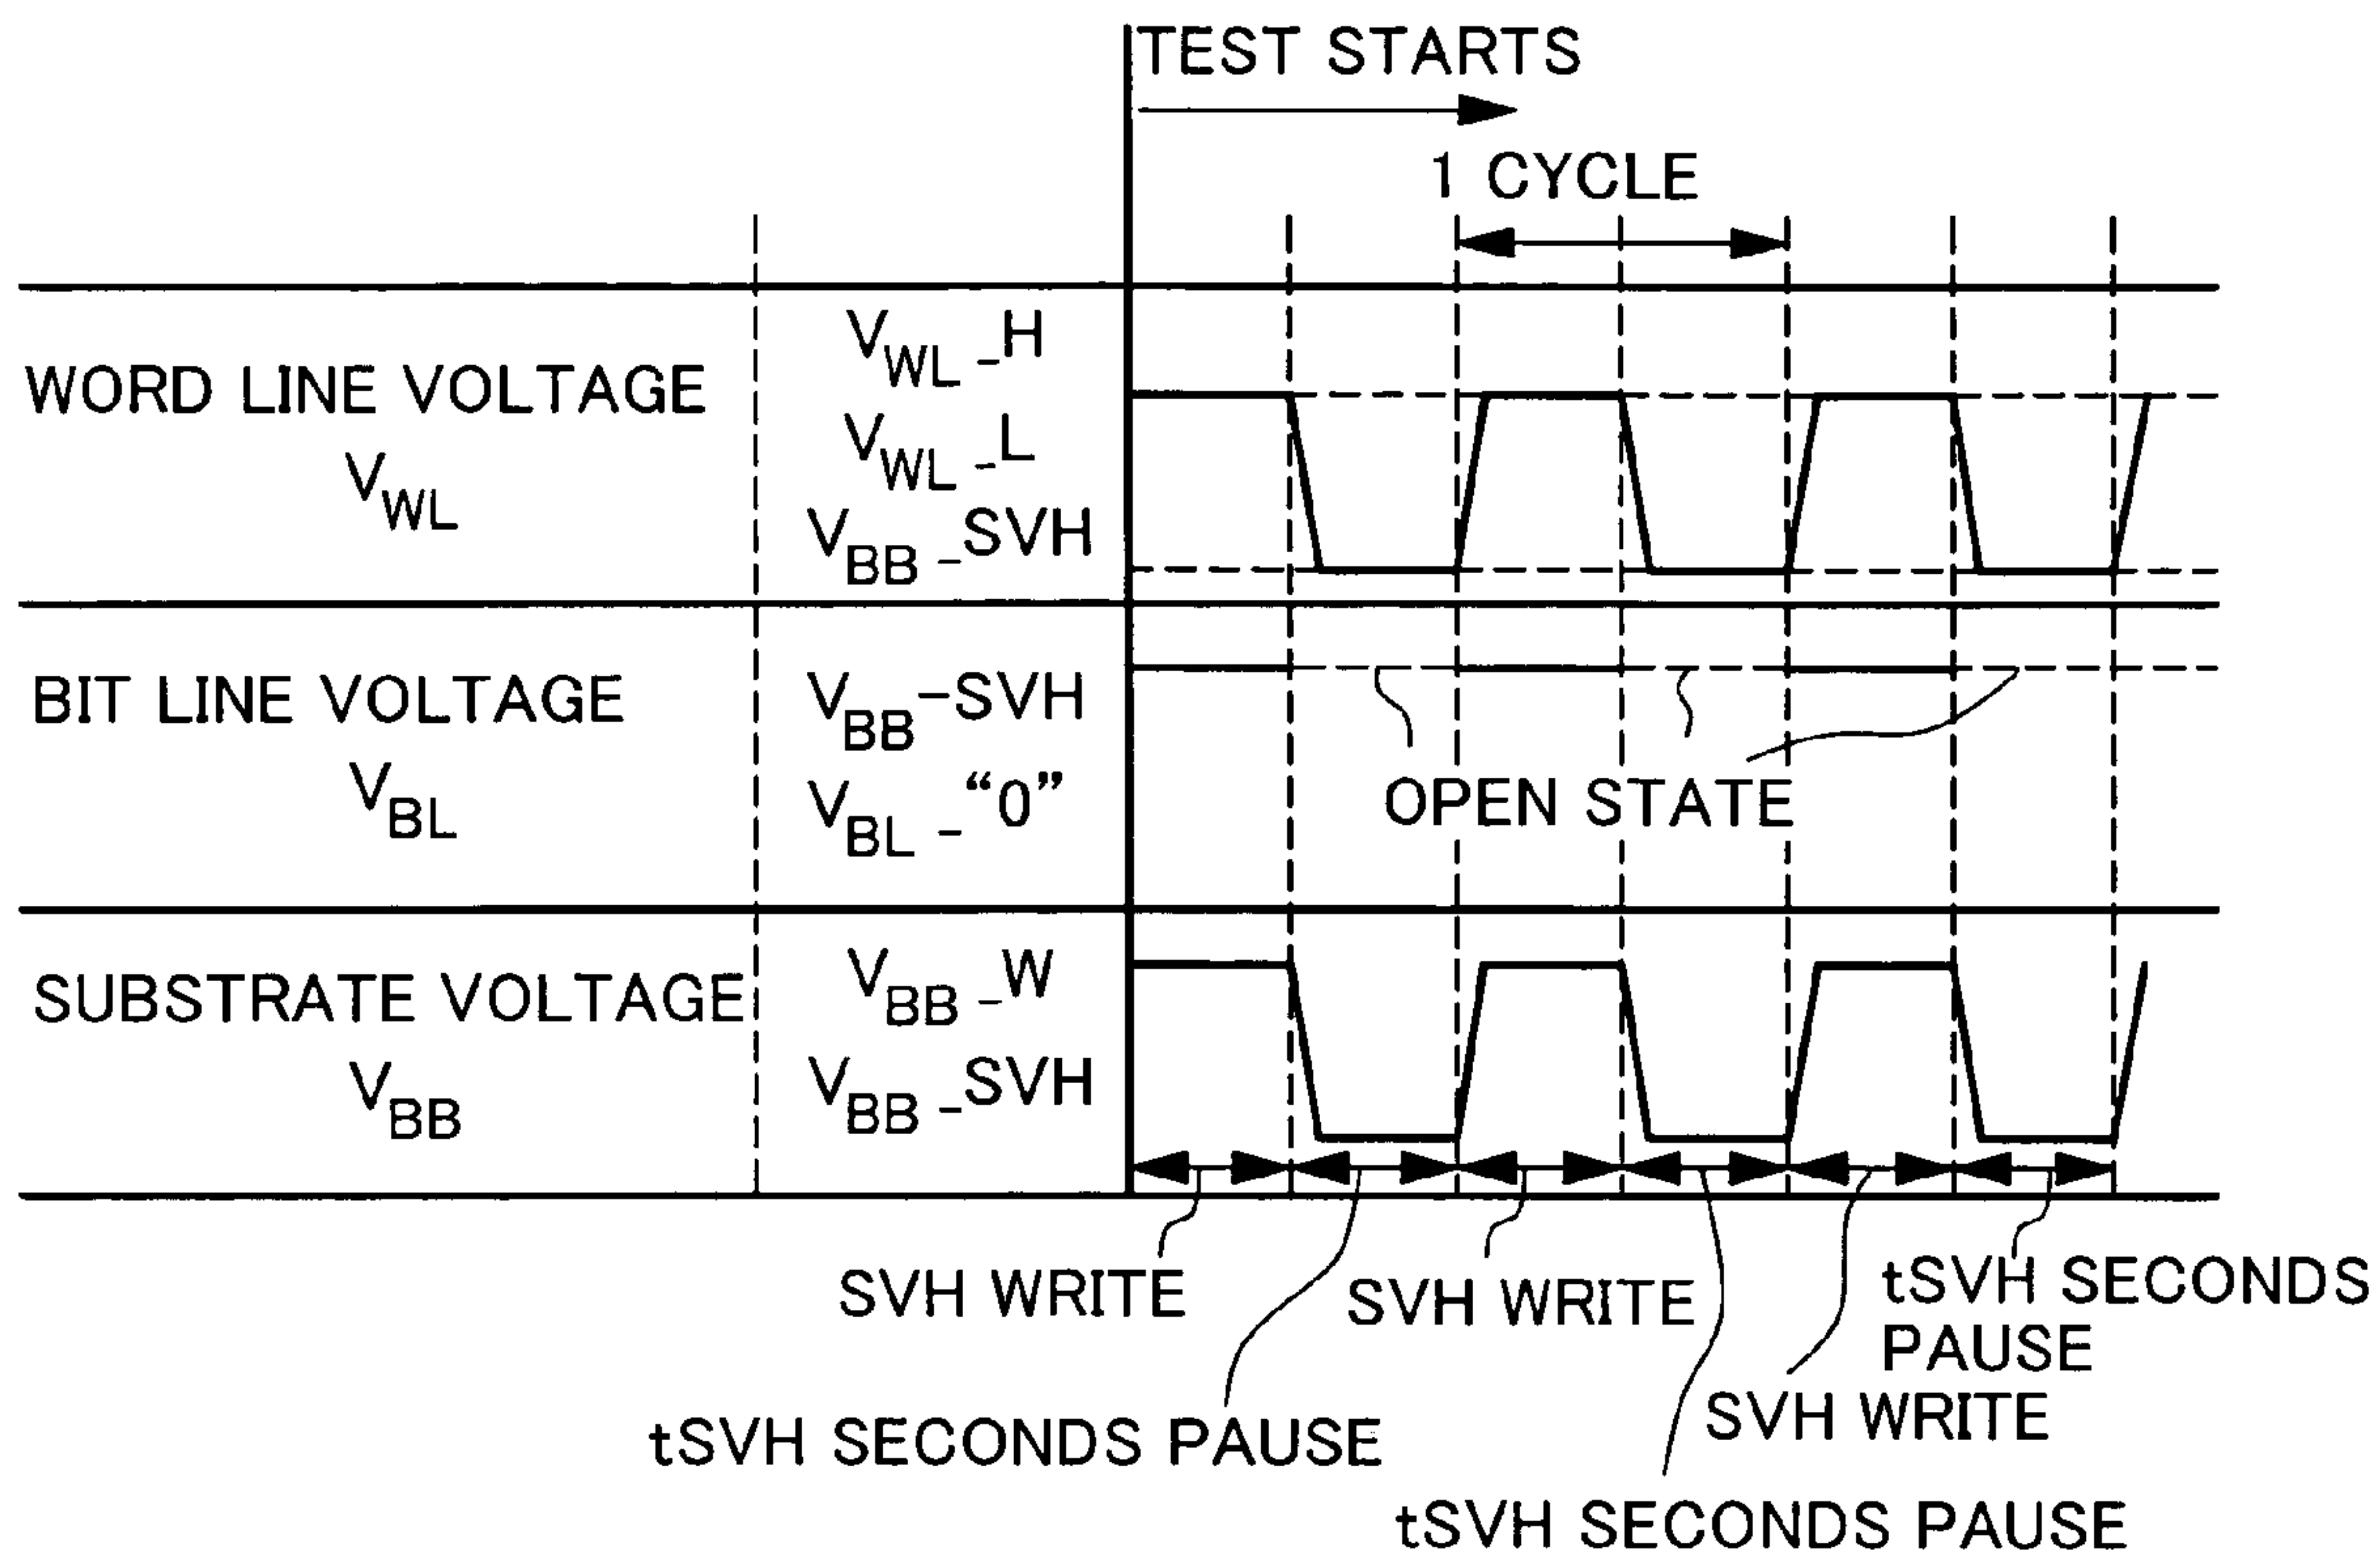 TEST STARTS
1 CYCLE
WORD LINE VOLTAGE
VWL
VWL_H
VWL_L
VBB_SVH
BIT LINE VOLTAGE
VBL
VBB-SVH
VBL_“0”
OPEN STATE
SUBSTRATE VOLTAGE
VBB
VBB_W
VBB_SVH
SVH WRITE
tSVH SECONDS PAUSE
SVH WRITE
tSVH SECONDS PAUSE
SVH WRITE
tSVH SECONDS
PAUSE